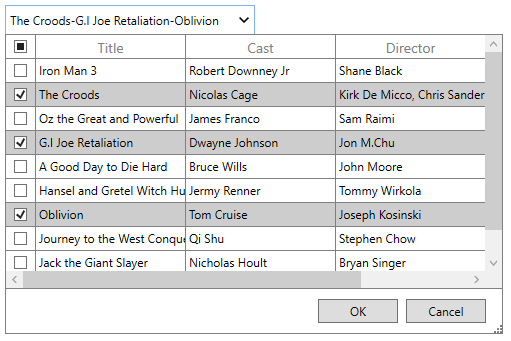 The Croods-G.I Joe Retaliation-Oblivion
Title Cast Director
Iron Man 3 Robert Downney Jr Shane Black
The Croods Nicolas Cage Kirk De Micco, Chris Sander
Oz the Great and Powerful James Franco Sam Raimi
G.I Joe Retaliation Dwayne Johnson Jon M.Chu
A Good Day to Die Hard Bruce Wills John Moore
Hansel and Gretel Witch Hu Jermy Renner Tommy Wirkola
Oblivion Tom Cruise Joseph Kosinski
Journey to the West Conque Qi Shu Stephen Chow
Jack the Giant Slayer Nicholas Hoult Bryan Singer
OK Cancel